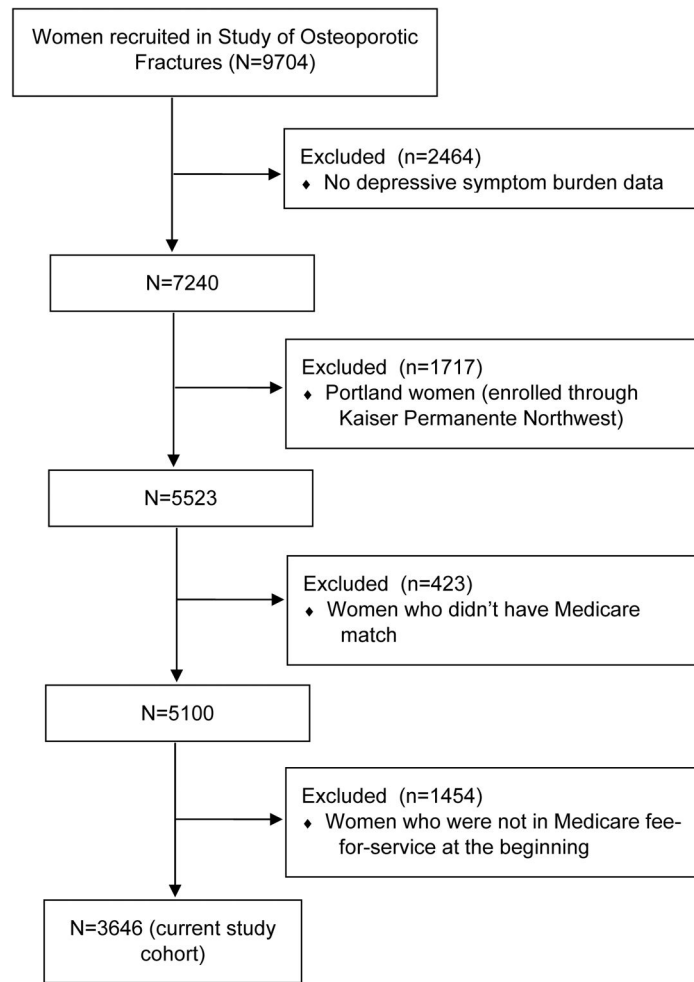 Women recruited in Study of Osteoporotic
Fractures (N=9704)
Excluded (n=2464)
♦ No depressive symptom burden data
N=7240
Excluded (n=1717)
♦ Portland women (enrolled through
Kaiser Permanente Northwest)
N=5523
Excluded (n=423)
♦ Women who didn’t have Medicare
match
N=5100
Excluded (n=1454)
♦ Women who were not in Medicare fee-
for-service at the beginning
N=3646 (current study
cohort)